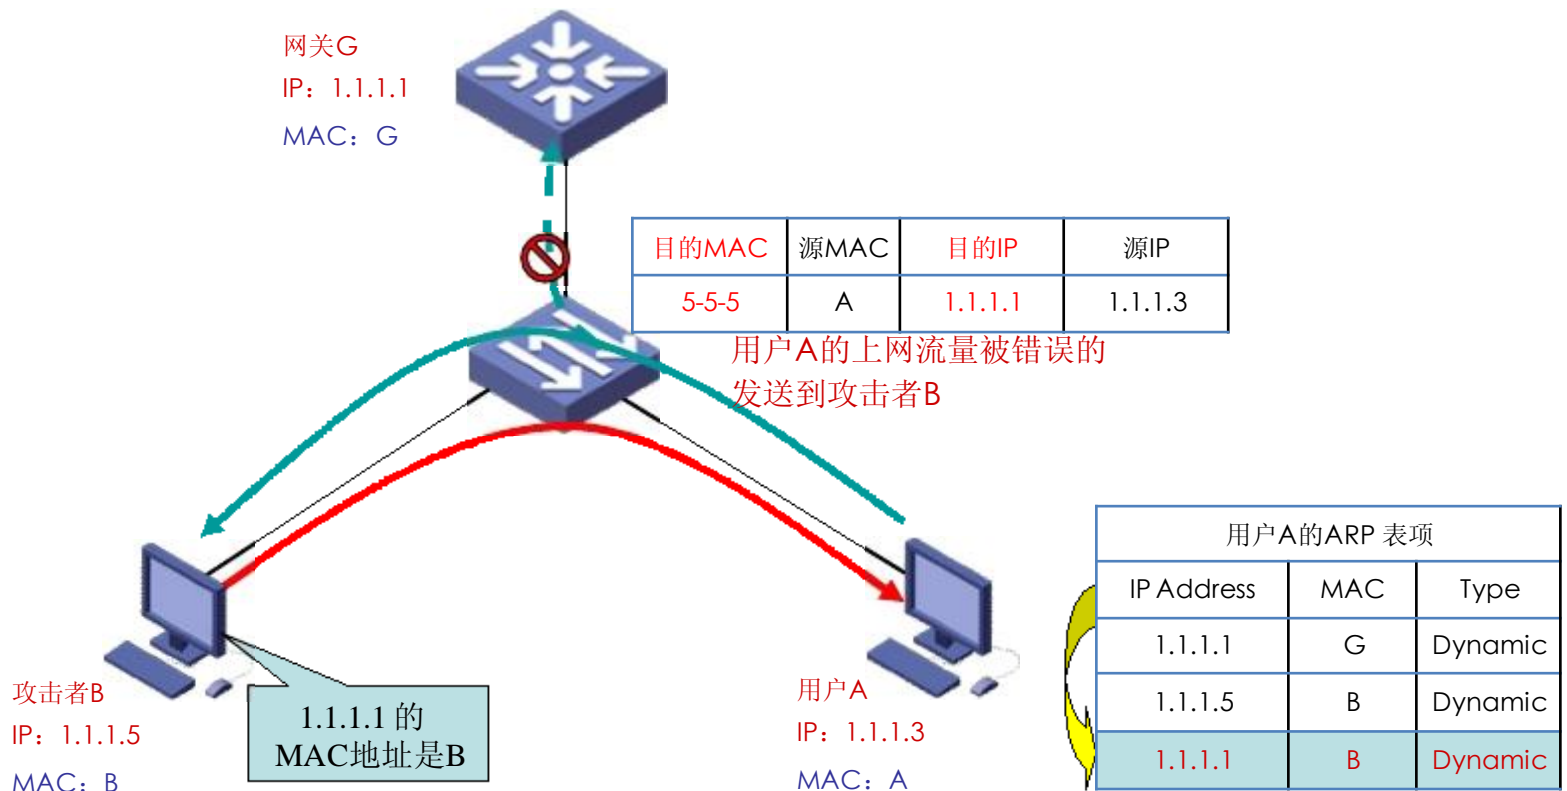 网关G
IP：1.1.1.1
MAC：G
目的MAC 源MAC 目的IP 源IP
5-5-5 A 1.1.1.1 1.1.1.3
用户A的上网流量被错误的
发送到攻击者B
攻击者B
IP：1.1.1.5
MAC：B
1.1.1.1 的
MAC地址是B
用户A
IP：1.1.1.3
MAC：A
用户A的ARP 表项
IP Address MAC Type
1.1.1.1 G Dynamic
1.1.1.5 B Dynamic
1.1.1.1 B Dynamic